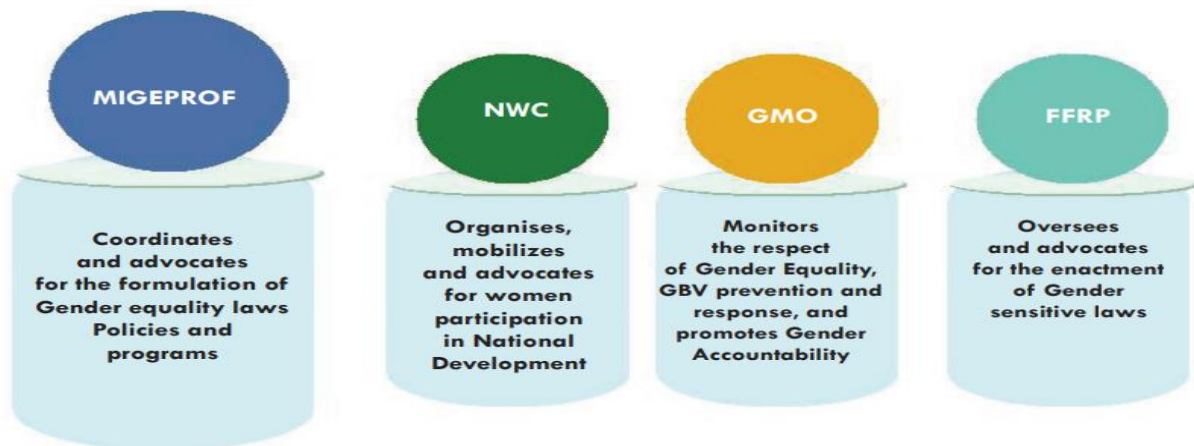 MIGEPROF
Coordinates
and advocates
for the formulation of
Gender equality laws
Policies and
programs
NWC
Organises,
mobilizes
and advocates
for women
participation
in National
Development
GMO
Monitors
the respect
of Gender Equality,
GBV prevention and
response, and
promotes Gender
Accountability
FFRP
Oversees
and advocates
for the enactment
of Gender
sensitive laws